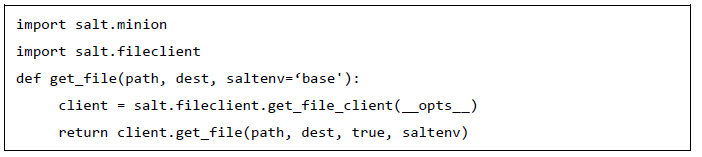 import salt.minion
import salt.fileclient
def get_file(path, dest, saltenv=‘base'):
     client = salt.fileclient.get_file_client(__opts__)
     return client.get_file(path, dest, true, saltenv)